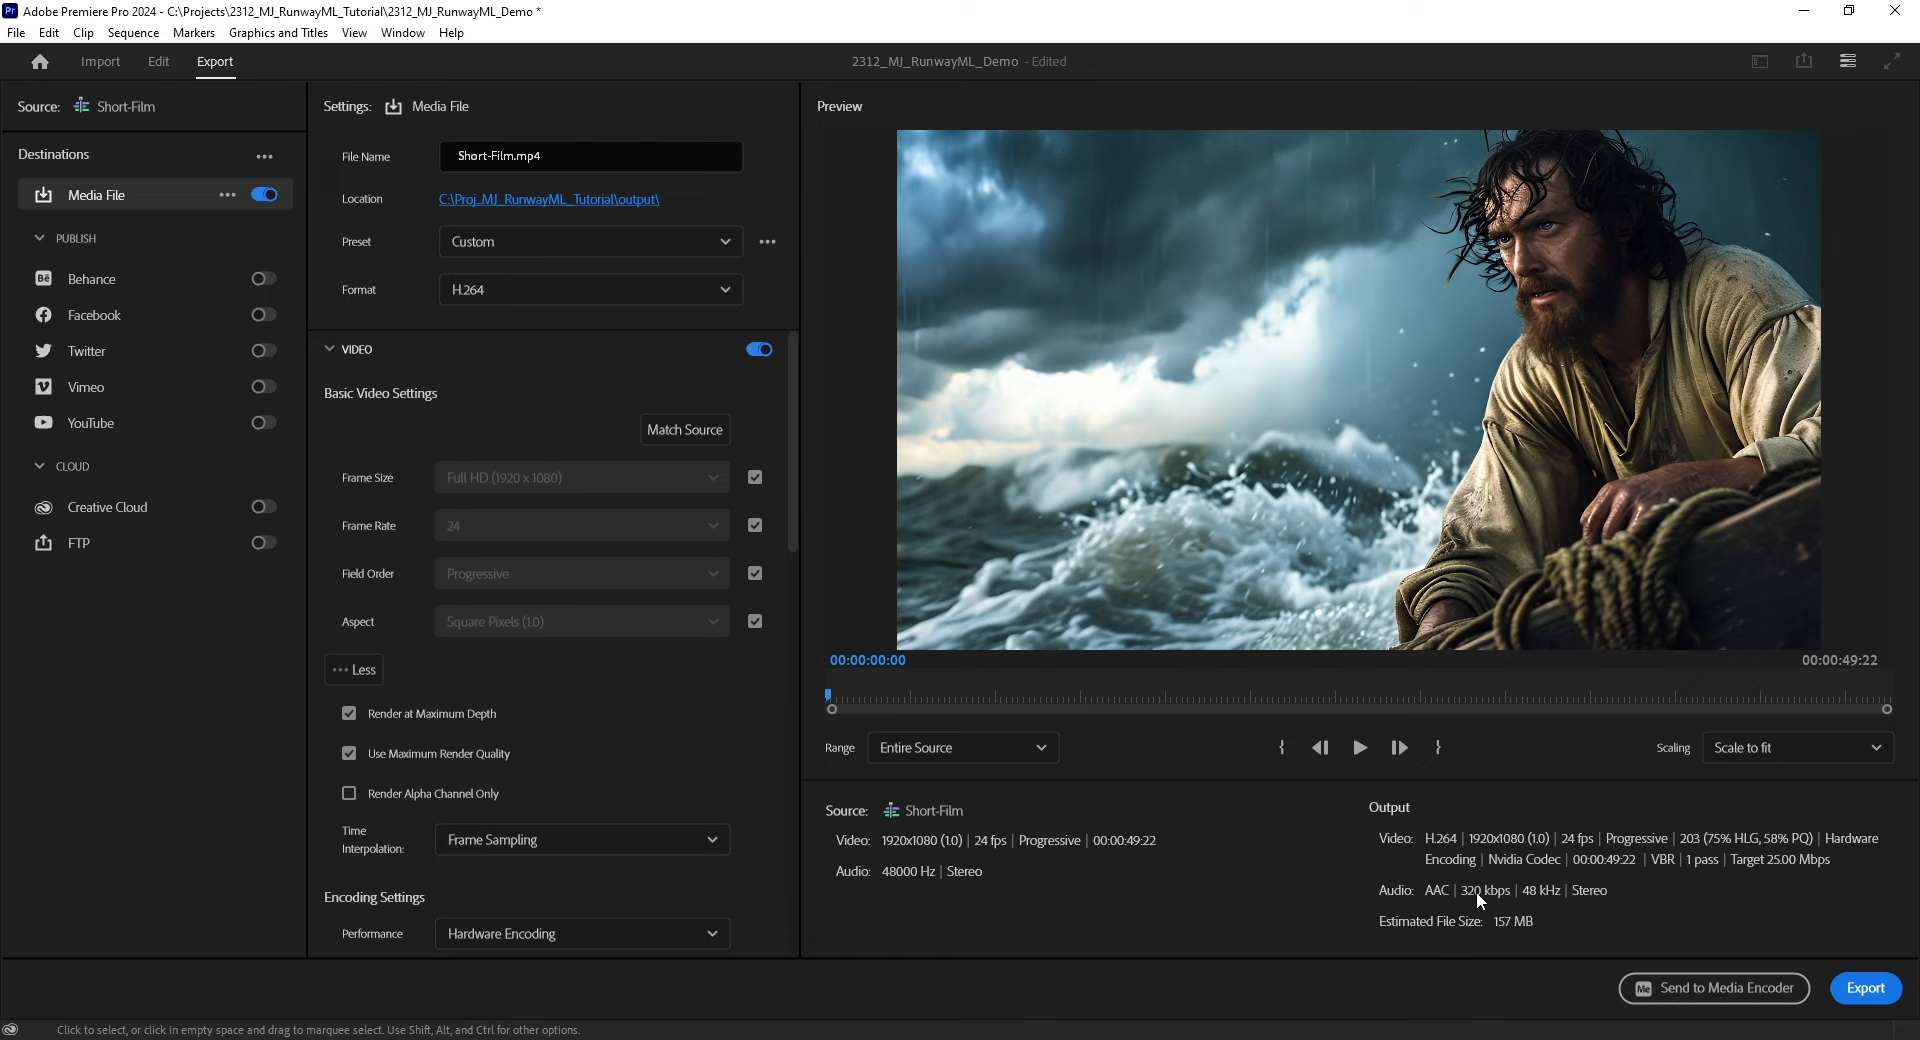 Pr Adobe Premiere Pro 2024 - C:\Projects\2312_MJ_RunwayML_Tutorial\2312_MJ_RunwayML_Demo *
File Edit Clip Sequence Markers Graphics and Titles View Window Help
Import Edit Export
2312_MJ_RunwayML_Demo - Edited
Source: Short-Film
Destinations
Media File
PUBLISH
Bē Behance
Facebook
Twitter
Vimeo
YouTube
CLOUD
Creative Cloud
FTP
Settings: Media File
File Name Short-Film.mp4
Location C:\Proj_MJ_RunwayML_Tutorial\output\
Preset Custom
Format H.264
VIDEO
Basic Video Settings
Match Source
Frame Size Full HD (1920 x 1080)
Frame Rate 24
Field Order Progressive
Aspect Square Pixels (1.0)
Less
Render at Maximum Depth
Use Maximum Render Quality
Render Alpha Channel Only
Time
Interpolation: Frame Sampling
Encoding Settings
Performance Hardware Encoding
Preview
00:00:00:00 00:00:49:22
Range Entire Source
Scaling Scale to fit
Source: Short-Film
Video: 1920x1080 (1.0) | 24 fps | Progressive | 00:00:49:22
Audio: 48000 Hz | Stereo
Output
Video: H.264 | 1920x1080 (1.0) | 24 fps | Progressive | 203 (75% HLG, 58% PQ) | Hardware
Encoding | Nvidia Codec | 00:00:49:22 | VBR | 1 pass | Target 25.00 Mbps
Audio: AAC | 320 kbps | 48 kHz | Stereo
Estimated File Size: 157 MB
Me Send to Media Encoder
Export
Click to select, or click in empty space and drag to marquee select. Use Shift, Alt, and Ctrl for other options.